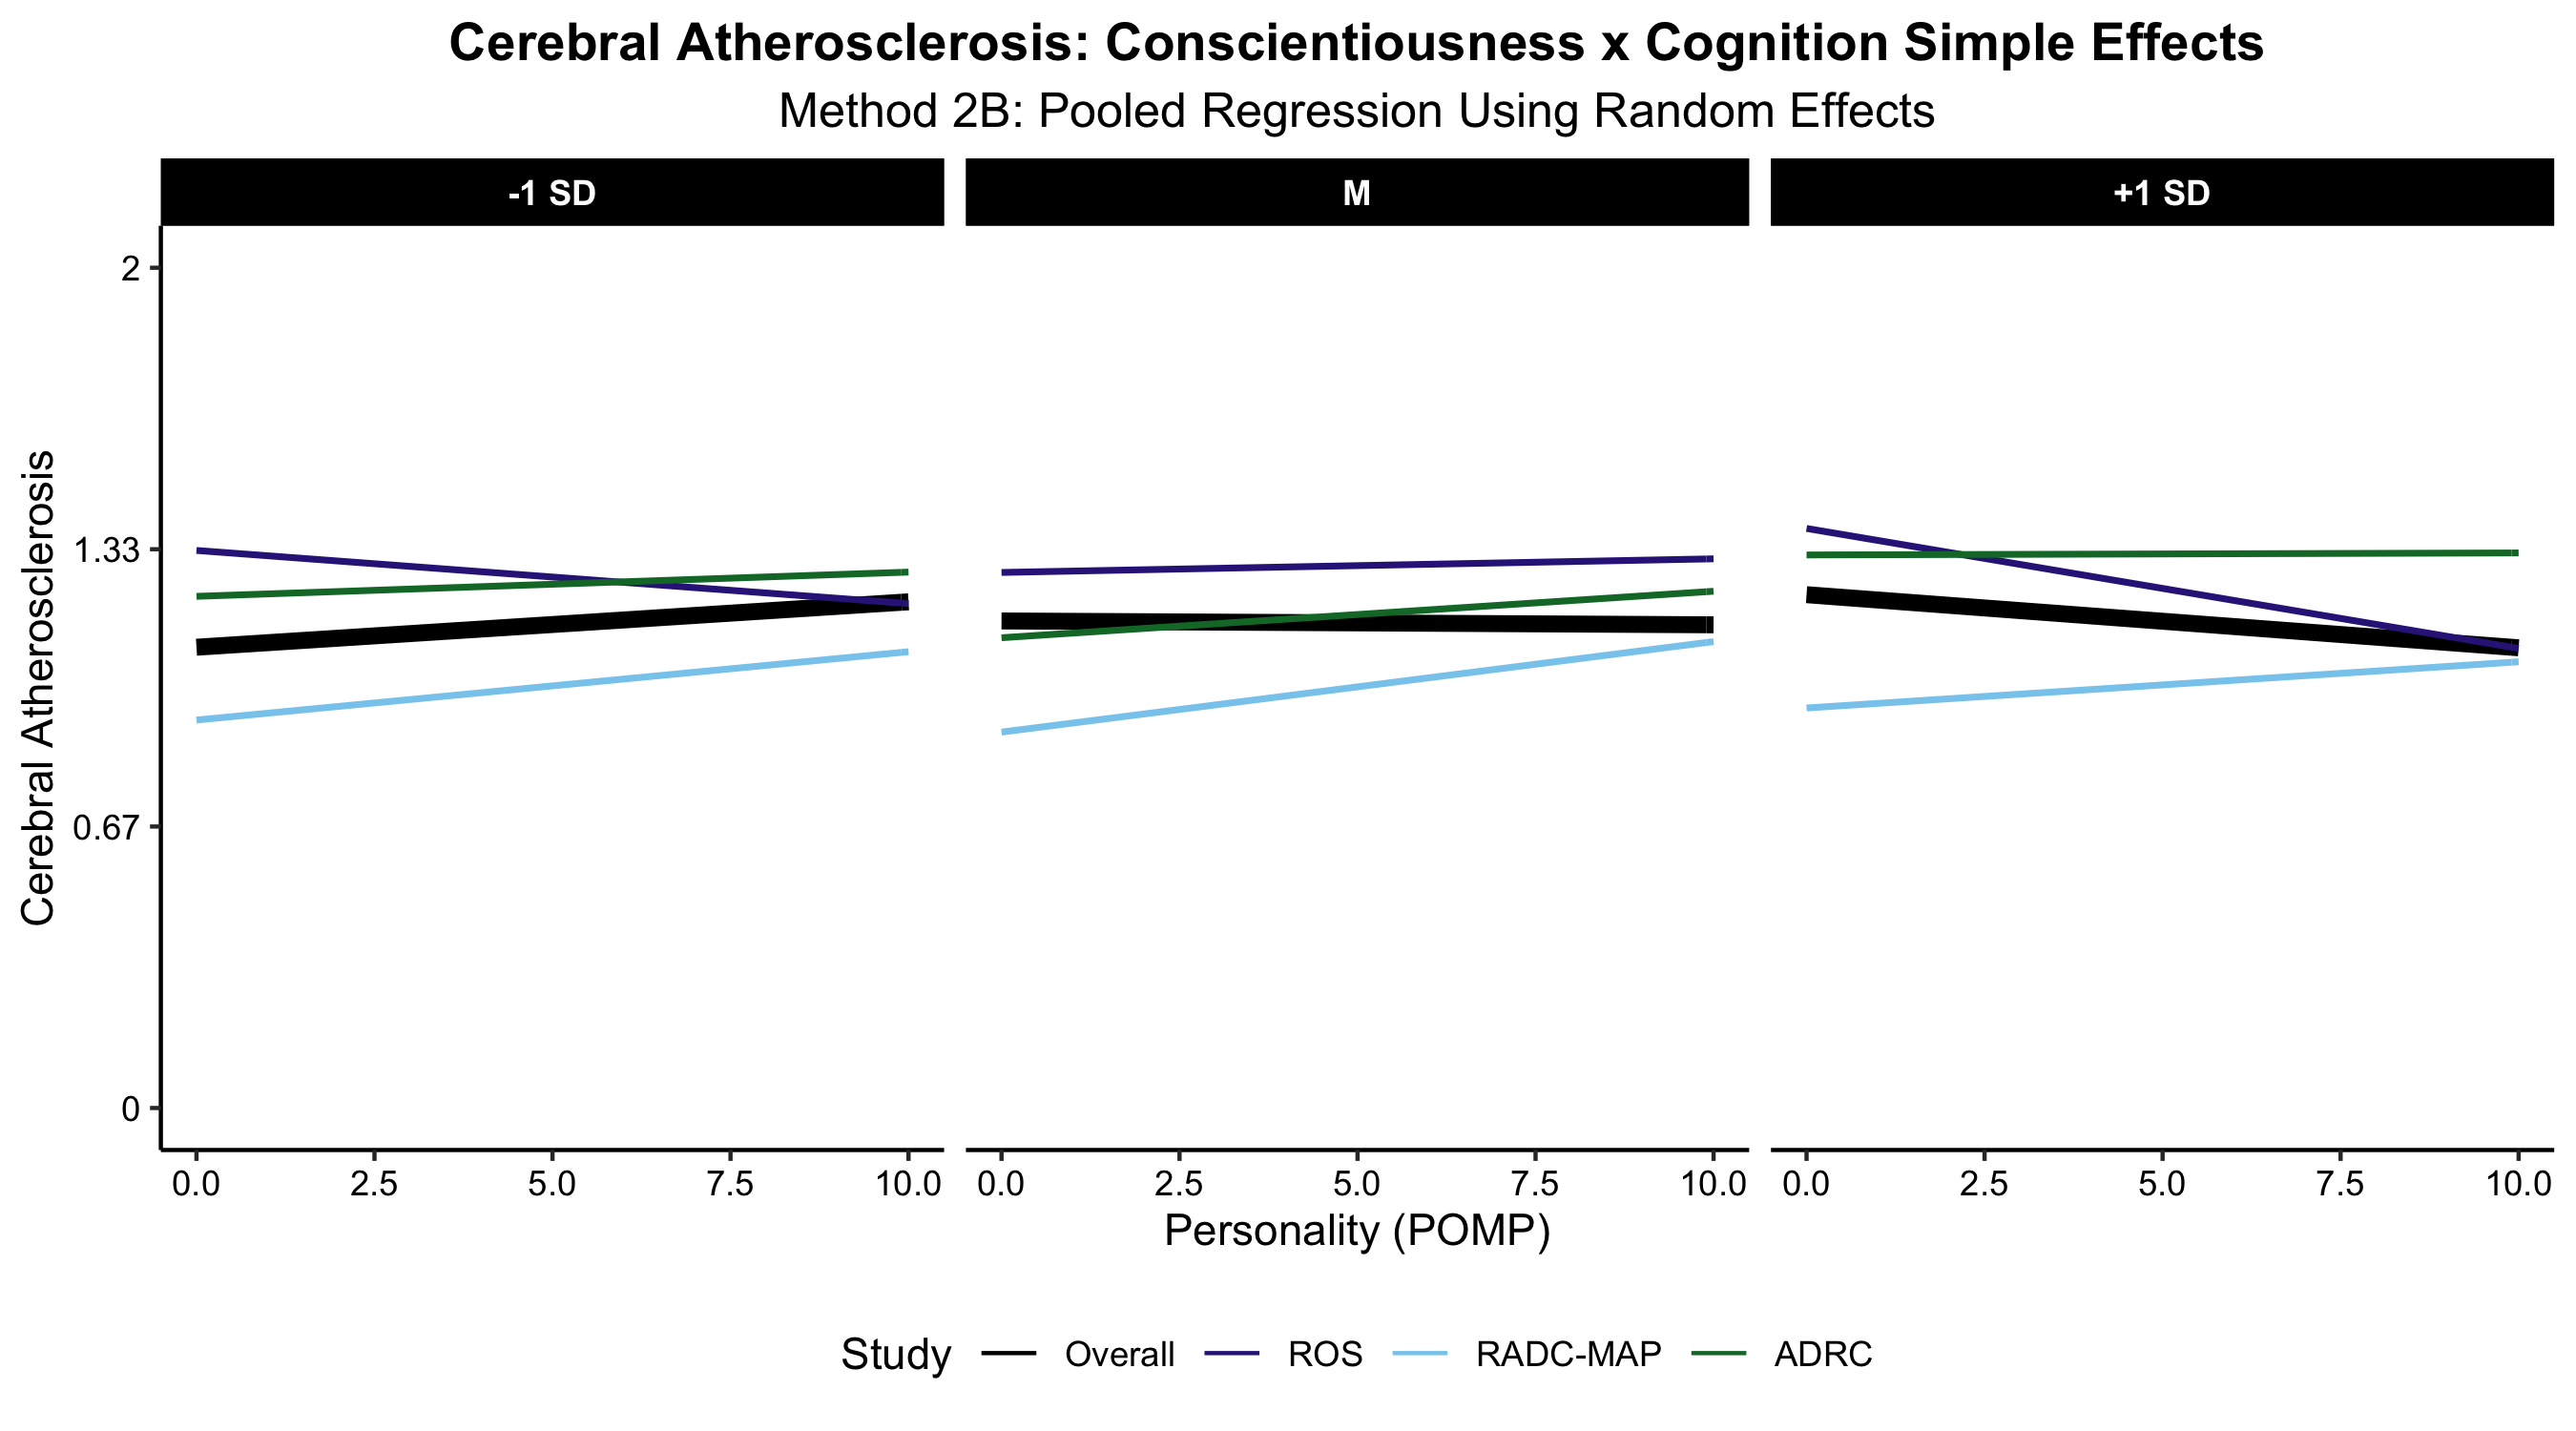 Cerebral Atherosclerosis: Conscientiousness x Cognition Simple Effects
Method 2B: Pooled Regression Using Random Effects
-1 SD M +1 SD
Cerebral Atherosclerosis
2
1.33
0.67
0
0.0 2.5 5.0 7.5 10.0 0.0 2.5 5.0 7.5 10.0 0.0 2.5 5.0 7.5 10.0
Personality (POMP)
Study Overall ROS RADC-MAP ADRC